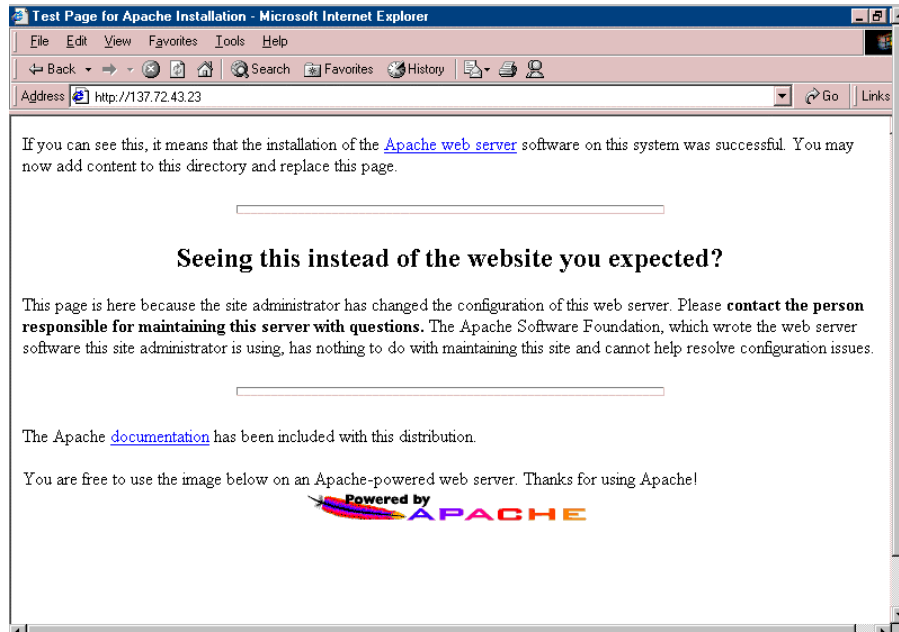 Test Page for Apache Installation - Microsoft Internet Explorer
File Edit View Favorites Tools Help
Back Search Favorites History
Address http://137.72.43.23 Go Links
If you can see this, it means that the installation of the Apache web server software on this system was successful. You may
now add content to this directory and replace this page.
Seeing this instead of the website you expected?
This page is here because the site administrator has changed the configuration of this web server. Please contact the person
responsible for maintaining this server with questions. The Apache Software Foundation, which wrote the web server
software this site administrator is using, has nothing to do with maintaining this site and cannot help resolve configuration issues.
The Apache documentation has been included with this distribution.
You are free to use the image below on an Apache-powered web server. Thanks for using Apache!
Powered by
APACHE